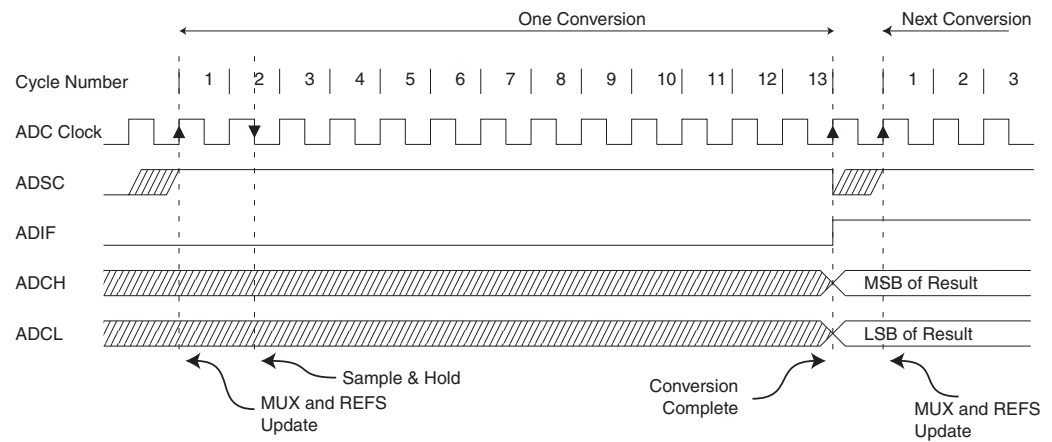 One Conversion
Next Conversion
Cycle Number
1 2 3 4 5 6 7 8 9 10 11 12 13 1 2 3
ADC Clock
ADSC
ADIF
ADCH
MSB of Result
ADCL
LSB of Result
Sample & Hold
MUX and REFS
Update
Conversion
Complete
MUX and REFS
Update